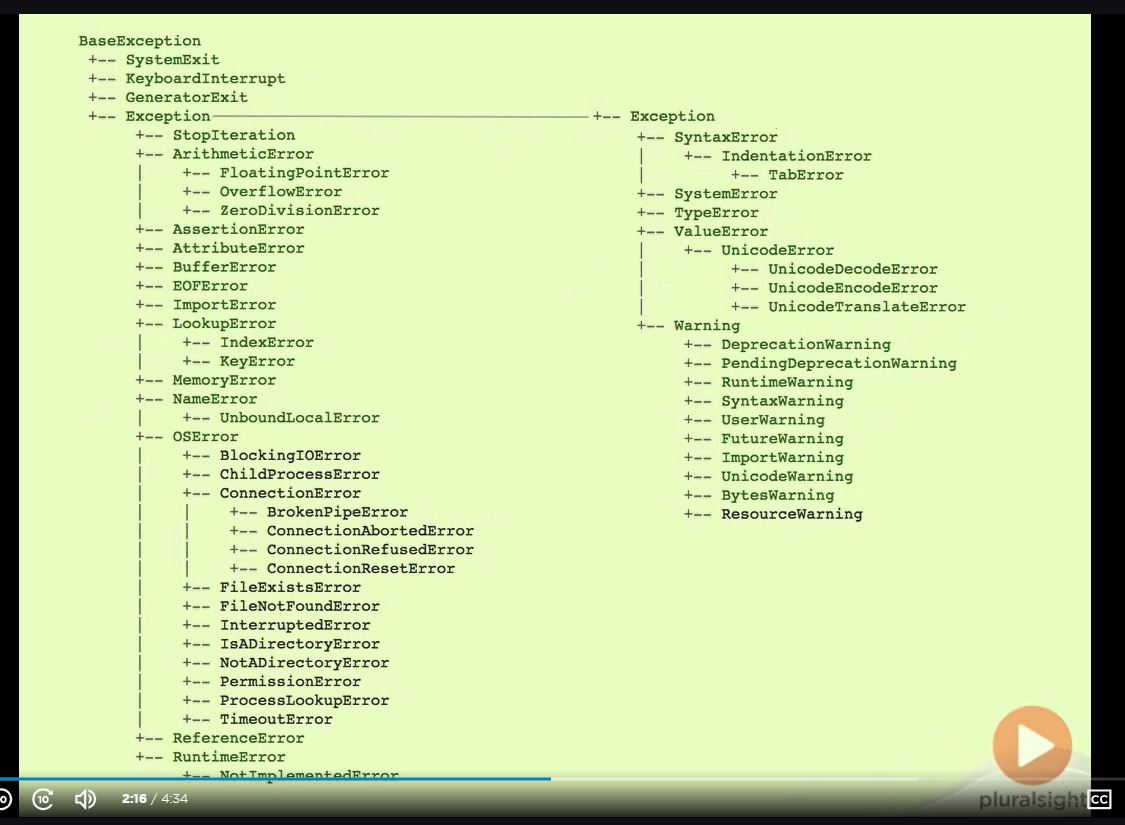 BaseException
+-- SystemExit
+-- KeyboardInterrupt
+-- GeneratorExit
+-- Exception
+-- StopIteration
+-- ArithmeticError
| +-- FloatingPointError
| +-- OverflowError
| +-- ZeroDivisionError
+-- AssertionError
+-- AttributeError
+-- BufferError
+-- EOFError
+-- ImportError
+-- LookupError
| +-- IndexError
| +-- KeyError
+-- MemoryError
+-- NameError
| +-- UnboundLocalError
+-- OSError
| +-- BlockingIOError
| +-- ChildProcessError
| +-- ConnectionError
| | +-- BrokenPipeError
| | +-- ConnectionAbortedError
| | +-- ConnectionRefusedError
| | +-- ConnectionResetError
| +-- FileExistsError
| +-- FileNotFoundError
| +-- InterruptedError
| +-- IsADirectoryError
| +-- NotADirectoryError
| +-- PermissionError
| +-- ProcessLookupError
| +-- TimeoutError
+-- ReferenceError
+-- RuntimeError
+-- NotImplementedError
+-- Exception
+-- SyntaxError
| +-- IndentationError
| +-- TabError
+-- SystemError
+-- TypeError
+-- ValueError
| +-- UnicodeError
| +-- UnicodeDecodeError
| +-- UnicodeEncodeError
| +-- UnicodeTranslateError
+-- Warning
+-- DeprecationWarning
+-- PendingDeprecationWarning
+-- RuntimeWarning
+-- SyntaxWarning
+-- UserWarning
+-- FutureWarning
+-- ImportWarning
+-- UnicodeWarning
+-- BytesWarning
+-- ResourceWarning
10
2:16 / 4:34
pluralsight
CC